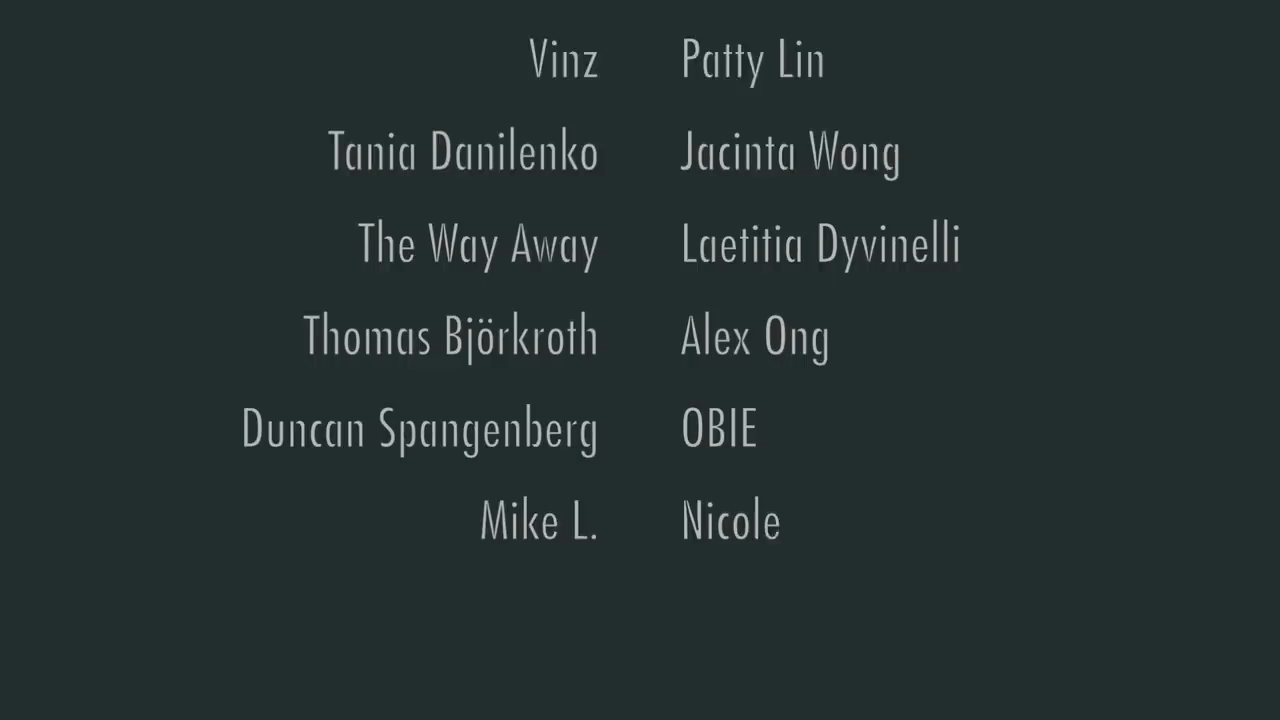 Vinz Patty Lin
Tania Danilenko Jacinta Wong
The Way Away Laetitia Dyvinelli
Thomas Björkroth Alex Ong
Duncan Spangenberg OBIE
Mike L. Nicole